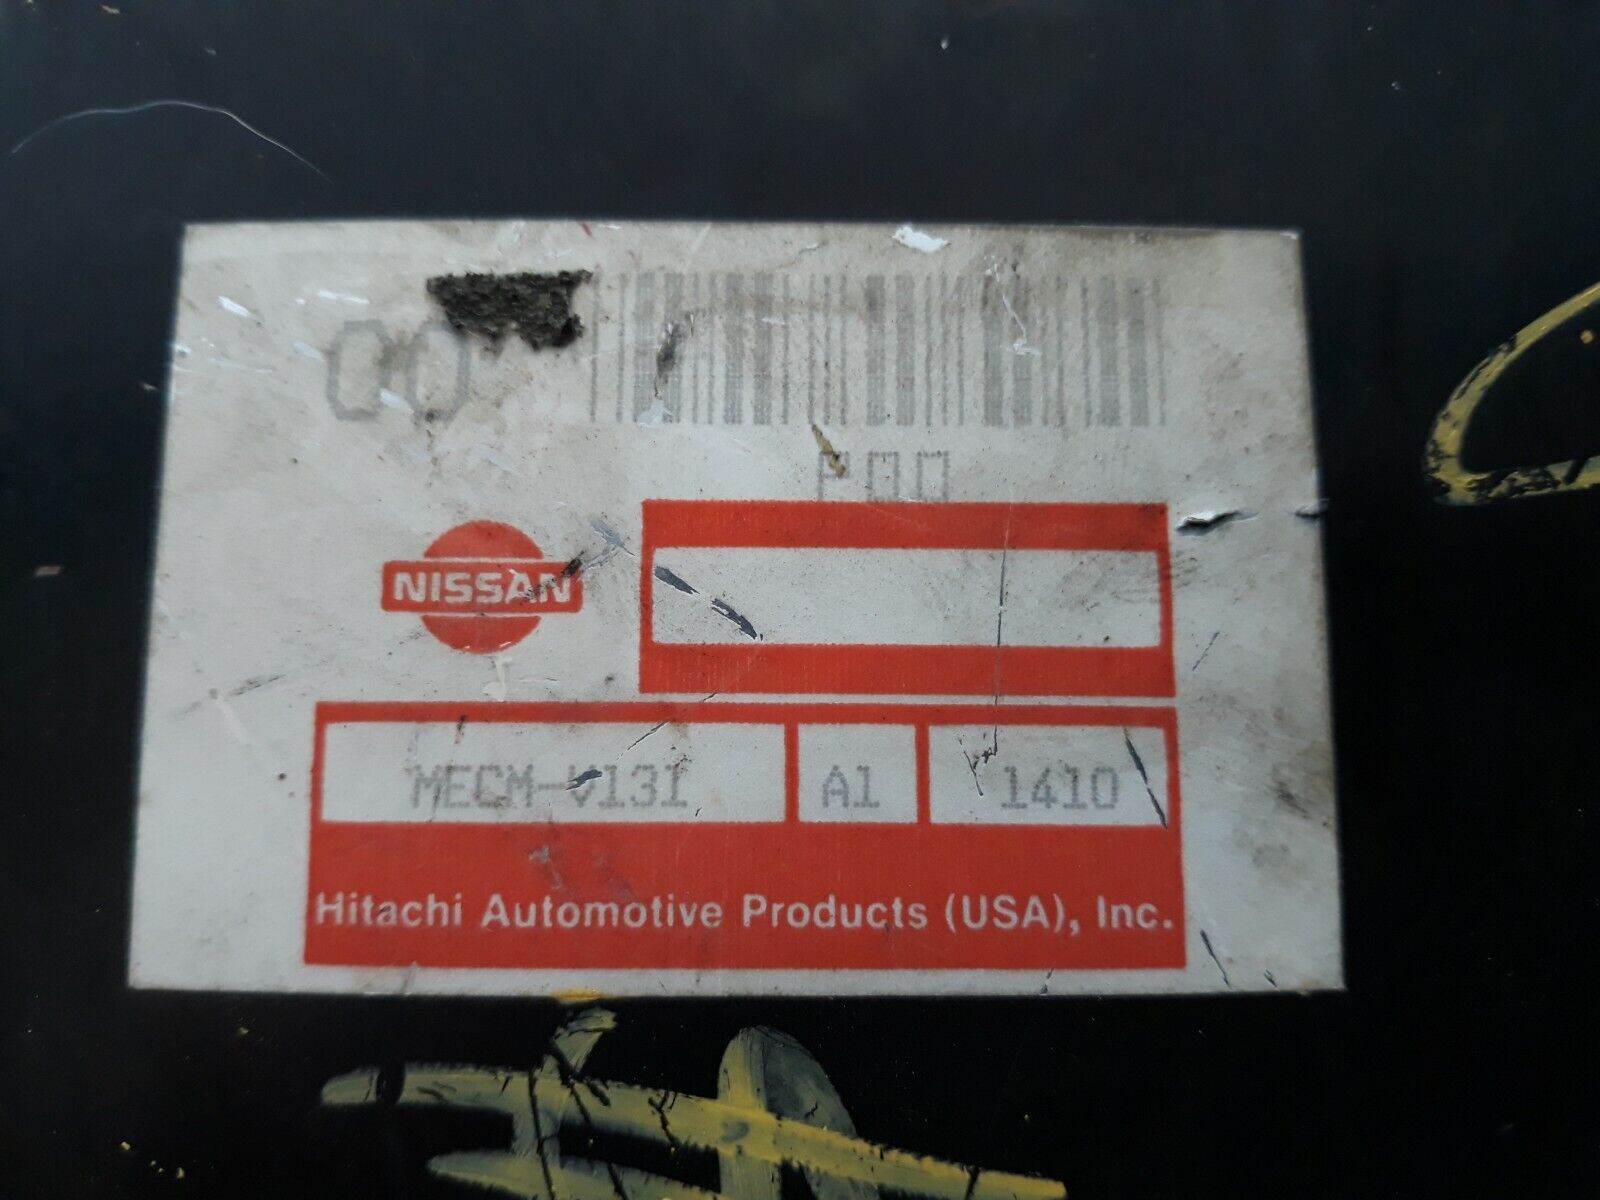 00
P00
NISSAN
MECM-V131 A1 1410
Hitachi Automotive Products (USA), Inc.